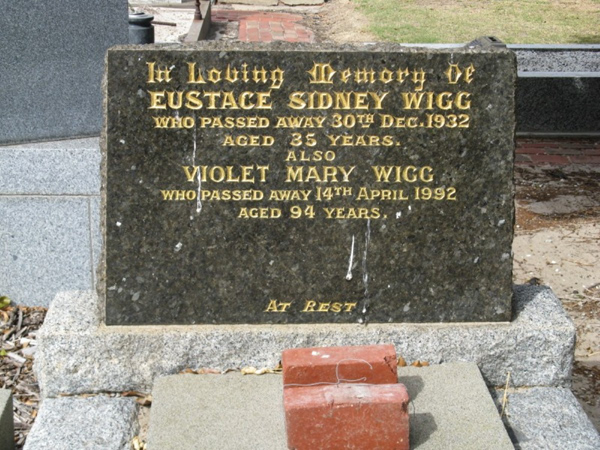 In Loving Memory Of
EUSTACE SIDNEY WIGG
WHO PASSED AWAY 30TH DEC. 1932
AGED 35 YEARS.
ALSO
VIOLET MARY WIGG
WHO PASSED AWAY 14TH APRIL 1992
AGED 94 YEARS.
AT REST